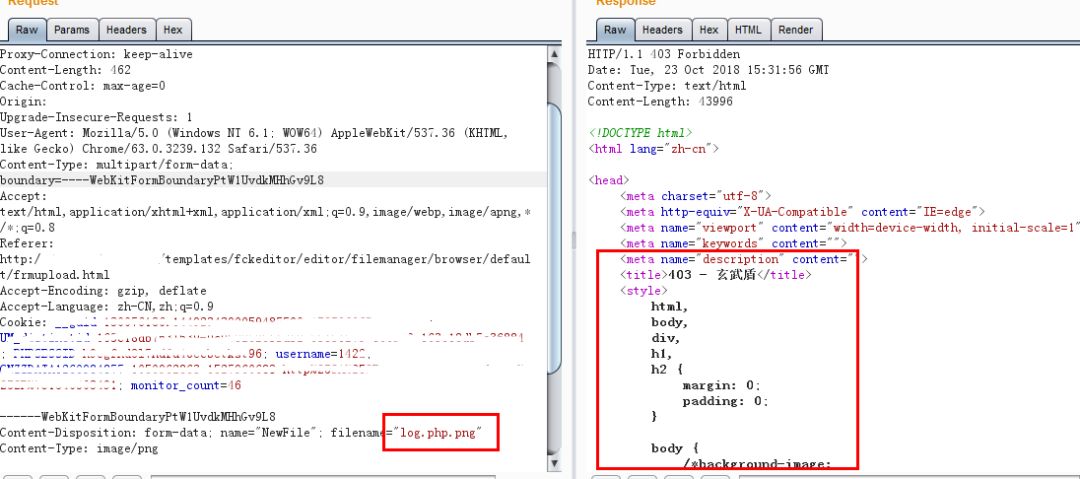 Request
Raw
Params
Headers
Hex
Proxy-Connection: keep-alive
Content-Length: 462
Cache-Control: max-age=0
Origin:
Upgrade-Insecure-Requests: 1
User-Agent: Mozilla/5.0 (Windows NT 6.1; WOW64) AppleWebKit/537.36 (KHTML,
like Gecko) Chrome/63.0.3239.132 Safari/537.36
Content-Type: multipart/form-data;
boundary=----WebKitFormBoundaryPtW1UvdkMHhGv9L8
Accept:
text/html,application/xhtml+xml,application/xml;q=0.9,image/webp,image/apng,*
/*;q=0.8
Referer:
http:/ /templates/fckeditor/editor/filemanager/browser/defaul
t/frmupload.html
Accept-Encoding: gzip, deflate
Accept-Language: zh-CN,zh;q=0.9
Cookie:
96; username=1422,
; monitor_count=46
------WebKitFormBoundaryPtW1UvdkMHhGv9L8
Content-Disposition: form-data; name="NewFile"; filename="log.php.png"
Content-Type: image/png
Response
Raw
Headers
Hex
HTML
Render
HTTP/1.1 403 Forbidden
Date: Tue, 23 Oct 2018 15:31:56 GMT
Content-Type: text/html
Content-Length: 43996
<!DOCTYPE html>
<html lang="zh-cn">
<head>
<meta charset="utf-8">
<meta http-equiv="X-UA-Compatible" content="IE=edge">
<meta name="viewport" content="width=device-width, initial-scale=1"
<meta name="keywords" content="">
<meta name="description" content="">
<title>403 - 玄武盾</title>
<style>
html,
body,
div,
h1,
h2 {
margin: 0;
padding: 0;
}
body {
/*background-image: